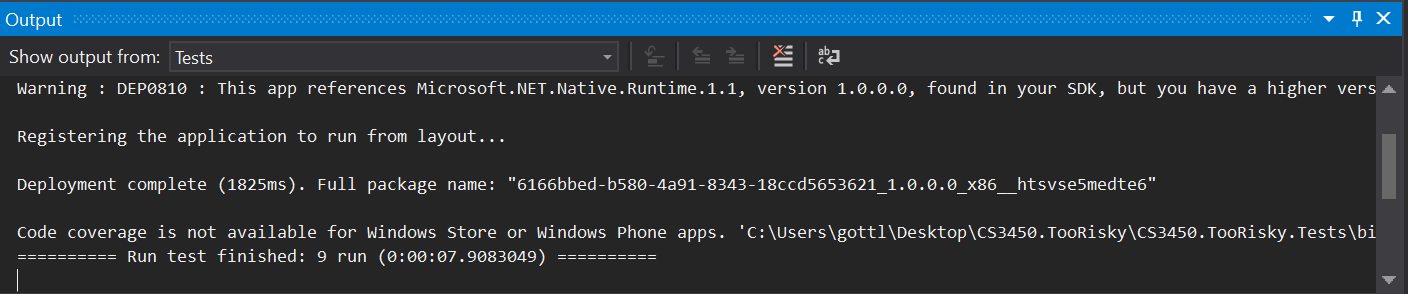 Output
Show output from: Tests
Warning : DEP0810 : This app references Microsoft.NET.Native.Runtime.1.1, version 1.0.0.0, found in your SDK, but you have a higher vers
Registering the application to run from layout...
Deployment complete (1825ms). Full package name: "6166bbed-b580-4a91-8343-18ccd5653621_1.0.0.0_x86__htsvse5medte6"
Code coverage is not available for Windows Store or Windows Phone apps. 'C:\Users\gottl\Desktop\CS3450.TooRisky\CS3450.TooRisky.Tests\bi
========== Run test finished: 9 run (0:00:07.9083049) ==========